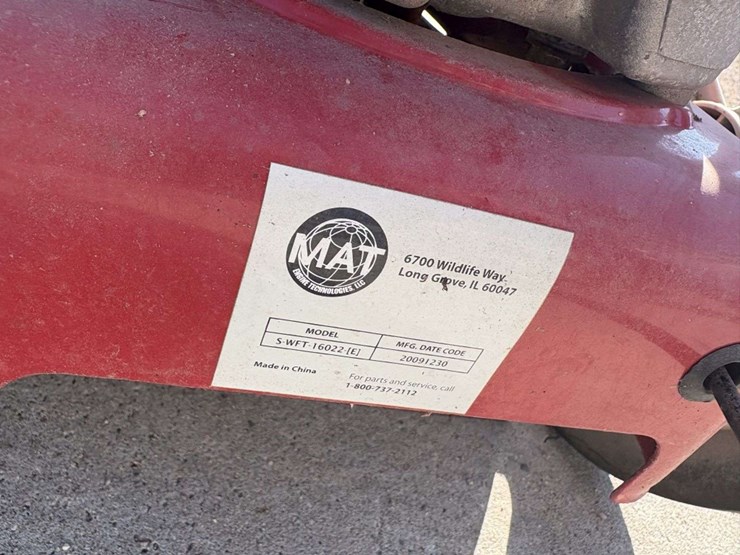 MAT
ENGINE TECHNOLOGIES, LLC
6700 Wildlife Way.
Long Grove, IL 60047
MODEL MFG. DATE CODE
S-WFT-16022-[E] 20091230
Made in China
For parts and service, call
1-800-737-2112